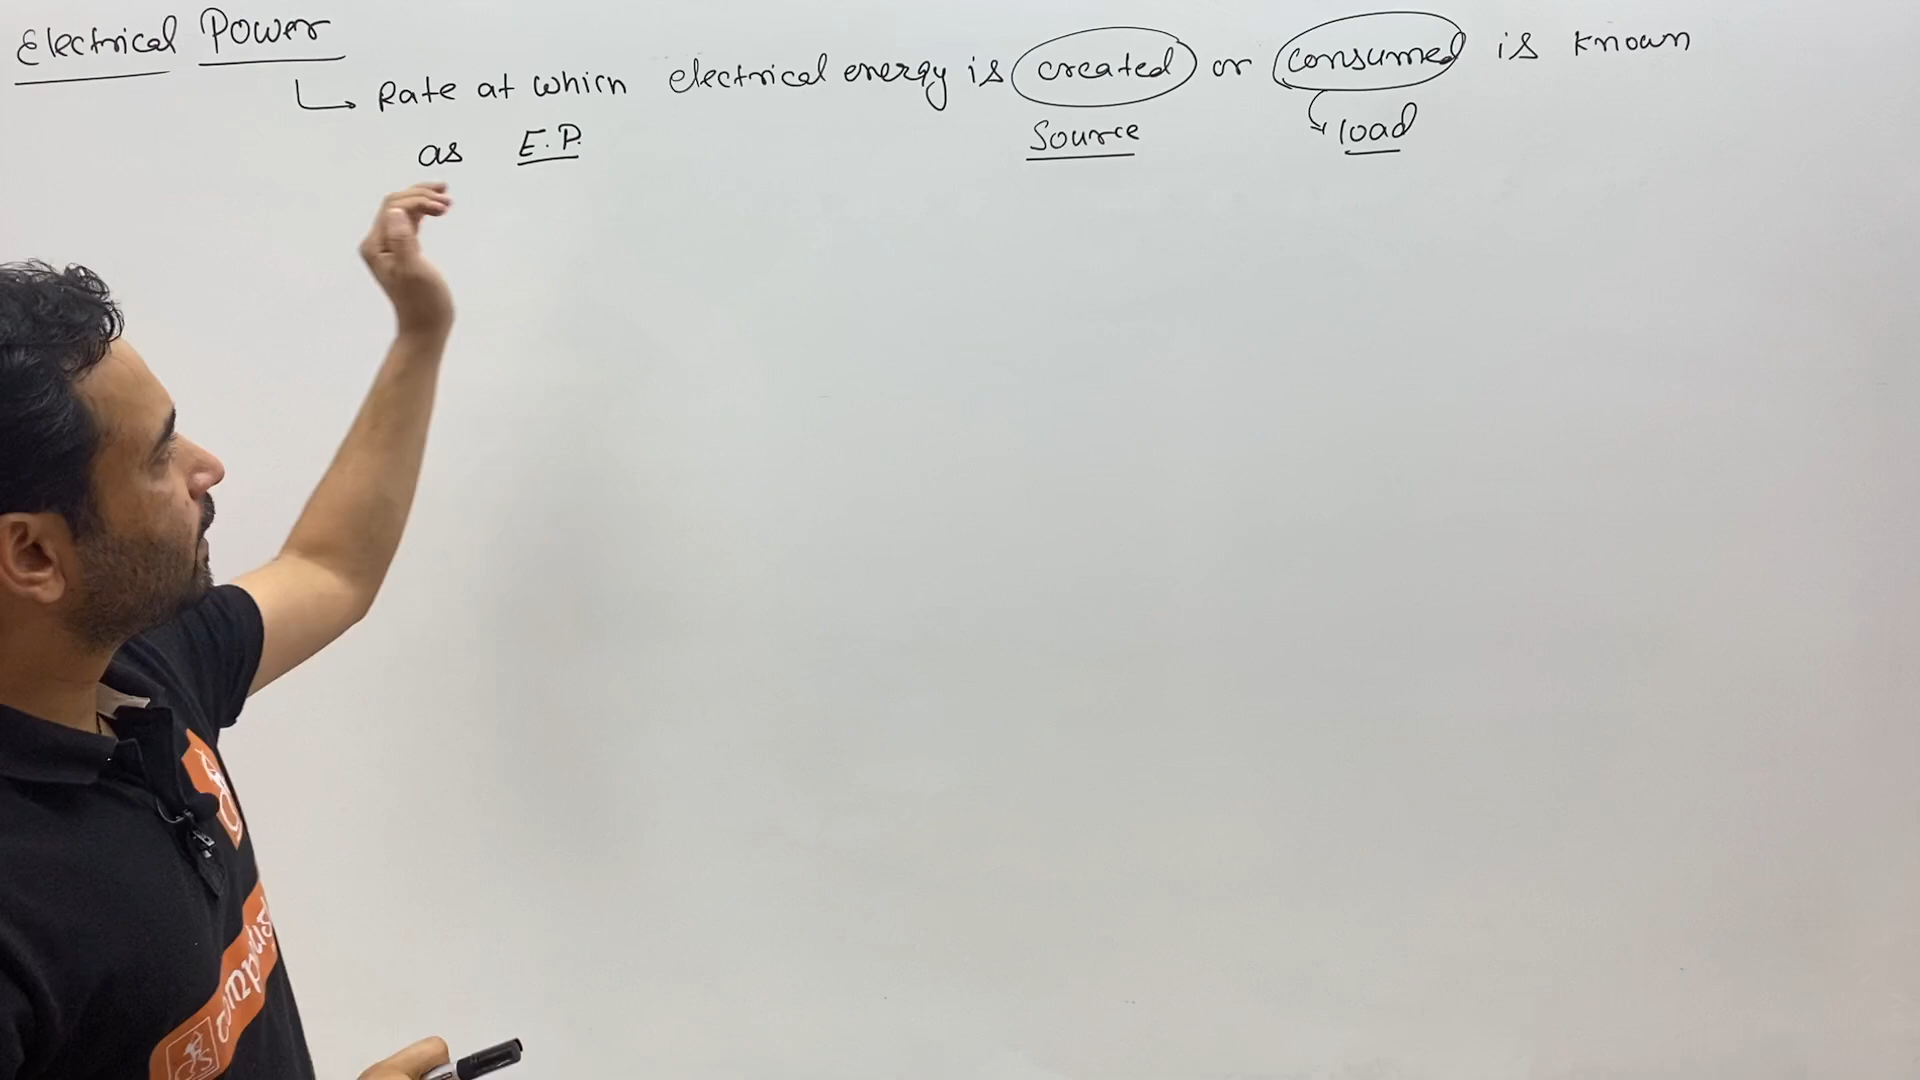 Electrical Power
Rate at which electrical energy is created or consumed is known
Source load
as E.P.